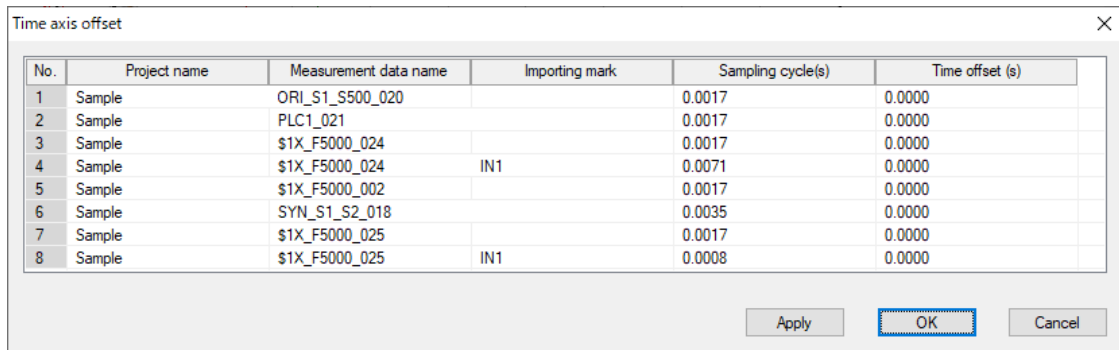 Time axis offset
No. Project name Measurement data name Importing mark Sampling cycle(s) Time offset (s)
1 Sample ORI_S1_S500_020 0.0017 0.0000
2 Sample PLC1_021 0.0017 0.0000
3 Sample $1X_F5000_024 0.0017 0.0000
4 Sample $1X_F5000_024 IN1 0.0071 0.0000
5 Sample $1X_F5000_002 0.0017 0.0000
6 Sample SYN_S1_S2_018 0.0035 0.0000
7 Sample $1X_F5000_025 0.0017 0.0000
8 Sample $1X_F5000_025 IN1 0.0008 0.0000
Apply OK Cancel